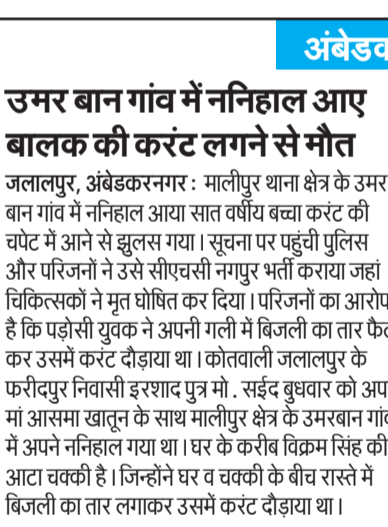 अंबेडक
उमर बान गांव में ननिहाल आए
बालक की करंट लगने से मौत
जलालपुर, अंबेडकरनगर : मालीपुर थाना क्षेत्र के उमर
बान गांव में ननिहाल आया सात वर्षीय बच्चा करंट की
चपेट में आने से झुलस गया। सूचना पर पहुंची पुलिस
और परिजनों ने उसे सीएचसी नगपुर भर्ती कराया जहां
चिकित्सकों ने मृत घोषित कर दिया। परिजनों का आरोप
है कि पड़ोसी युवक ने अपनी गली में बिजली का तार फै
कर उसमें करंट दौड़ाया था। कोतवाली जलालपुर के
फरीदपुर निवासी इरशाद पुत्र मो. सईद बुधवार को अप
मां आसमा खातून के साथ मालीपुर क्षेत्र के उमरबान गां
में अपने ननिहाल गया था। घर के करीब विक्रम सिंह की
आटा चक्की है। जिन्होंने घर व चक्की के बीच रास्ते में
बिजली का तार लगाकर उसमें करंट दौड़ाया था।